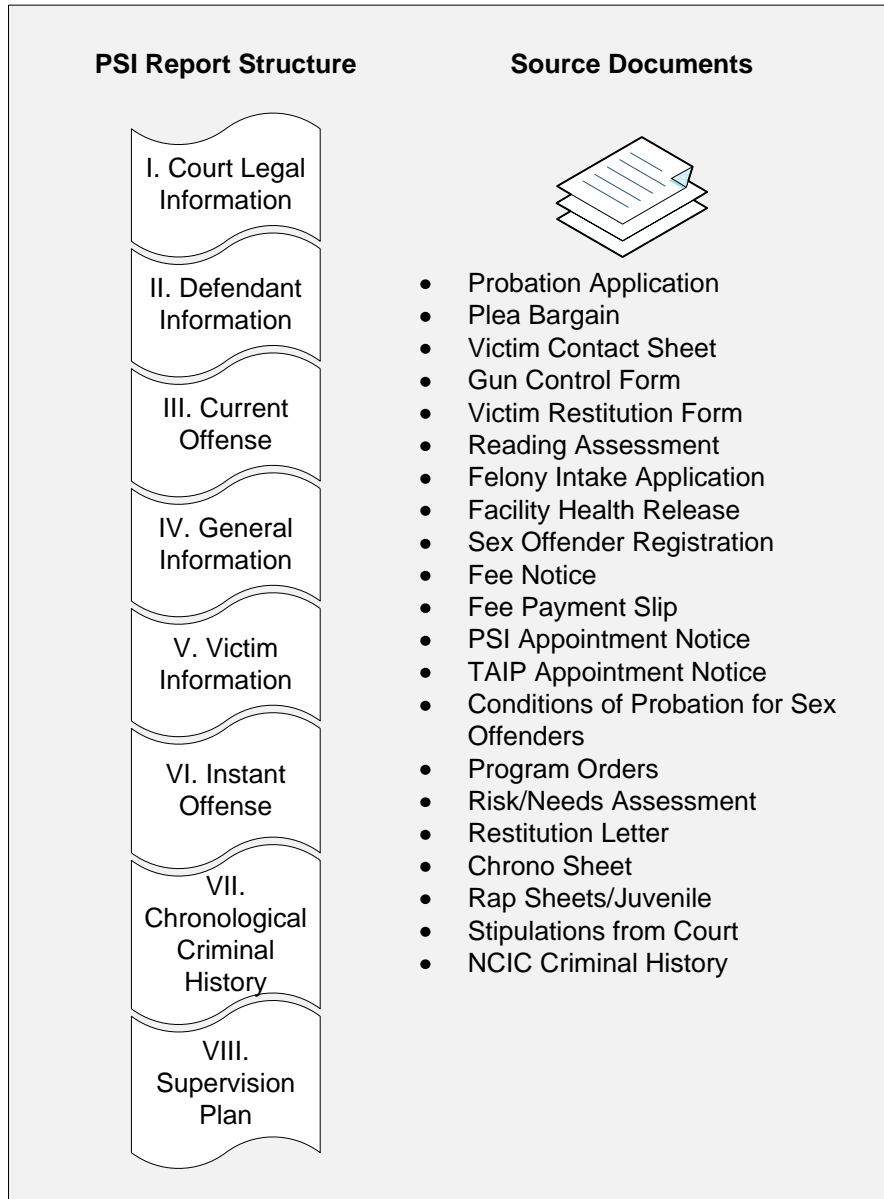 PSI Report Structure
I. Court Legal
Information
II. Defendant
Information
III. Current
Offense
IV. General
Information
V. Victim
Information
VI. Instant
Offense
VII.
Chronological
Criminal
History
VIII.
Supervision
Plan
Source Documents
• Probation Application
• Plea Bargain
• Victim Contact Sheet
• Gun Control Form
• Victim Restitution Form
• Reading Assessment
• Felony Intake Application
• Facility Health Release
• Sex Offender Registration
• Fee Notice
• Fee Payment Slip
• PSI Appointment Notice
• TAIP Appointment Notice
• Conditions of Probation for Sex
Offenders
• Program Orders
• Risk/Needs Assessment
• Restitution Letter
• Chrono Sheet
• Rap Sheets/Juvenile
• Stipulations from Court
• NCIC Criminal History